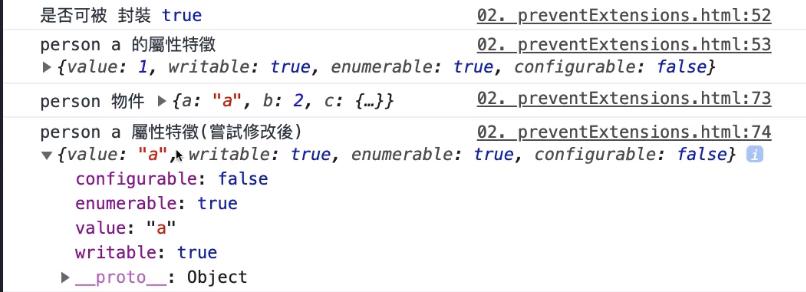 是否可被 封裝 true 02. preventExtensions.html:52
person a 的屬性特徵 02. preventExtensions.html:53
▶{value: 1, writable: true, enumerable: true, configurable: false}
person 物件 ▶{a: "a", b: 2, c: {…}} 02. preventExtensions.html:73
person a 屬性特徵(嘗試修改後) 02. preventExtensions.html:74
▼{value: "a", writable: true, enumerable: true, configurable: false} i
configurable: false
enumerable: true
value: "a"
writable: true
▶__proto__: Object